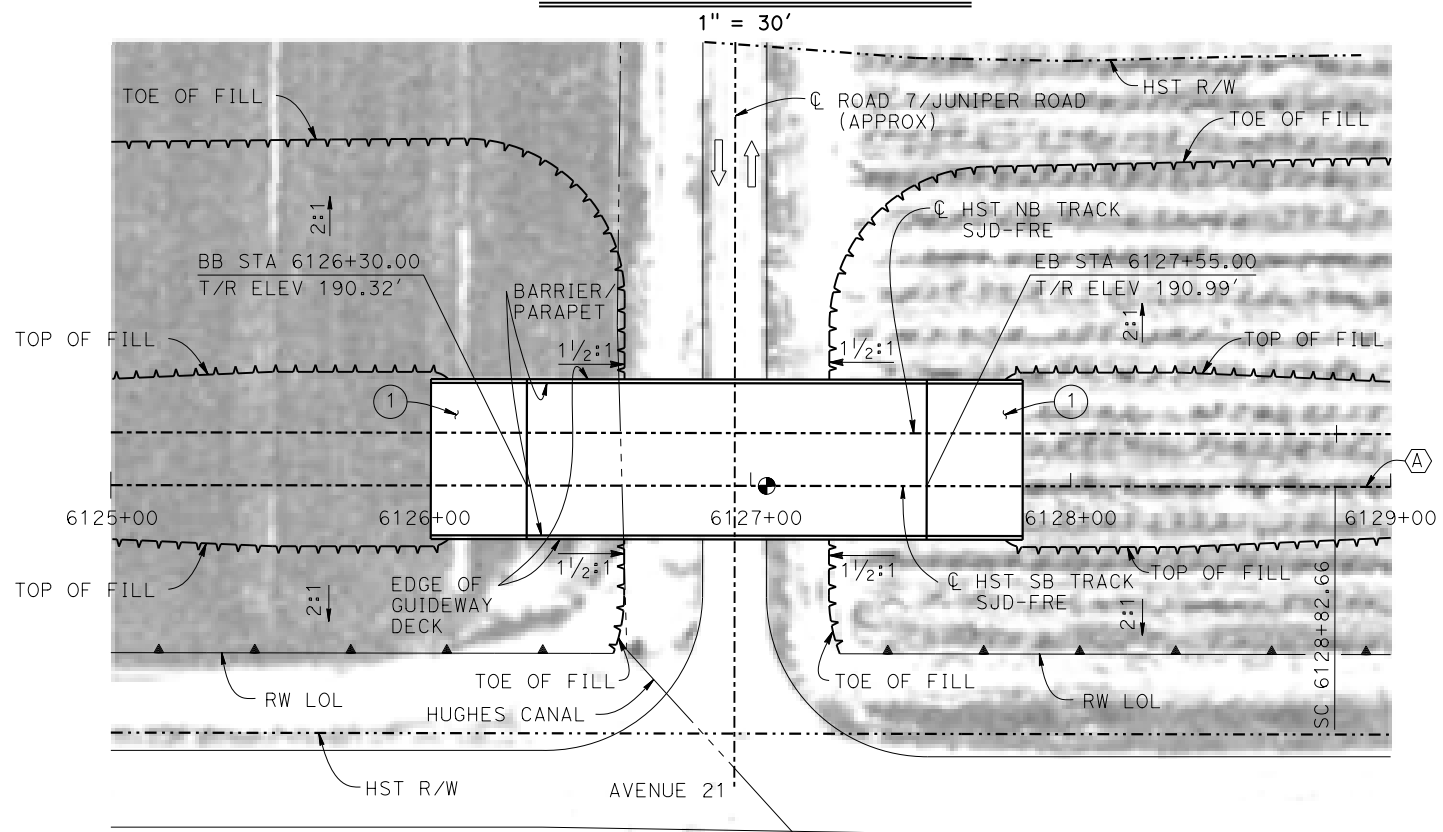 1" = 30'
TOE OF FILL
℄ ROAD 7/JUNIPER ROAD
(APPROX)
HST R/W
TOE OF FILL
2:1
℄ HST NB TRACK
SJD-FRE
BB STA 6126+30.00
T/R ELEV 190.32'
BARRIER/
PARAPET
EB STA 6127+55.00
T/R ELEV 190.99'
2:1
TOP OF FILL
1½:1
1½:1
TOP OF FILL
1
1
A
6125+00
6126+00
6127+00
6128+00
6129+00
TOP OF FILL
2:1
EDGE OF
GUIDEWAY
DECK
1½:1
1½:1
℄ HST SB TRACK
SJD-FRE
TOP OF FILL
2:1
SC 6128+82.66
RW LOL
TOE OF FILL
HUGHES CANAL
TOE OF FILL
RW LOL
HST R/W
AVENUE 21